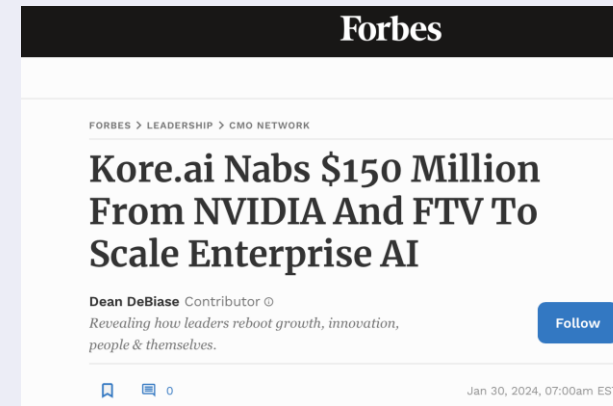 Forbes
FORBES > LEADERSHIP > CMO NETWORK
Kore.ai Nabs $150 Million
From NVIDIA And FTV To
Scale Enterprise AI
Dean DeBiase Contributor
Revealing how leaders reboot growth, innovation,
people & themselves.
Follow
0
Jan 30, 2024, 07:00am EST